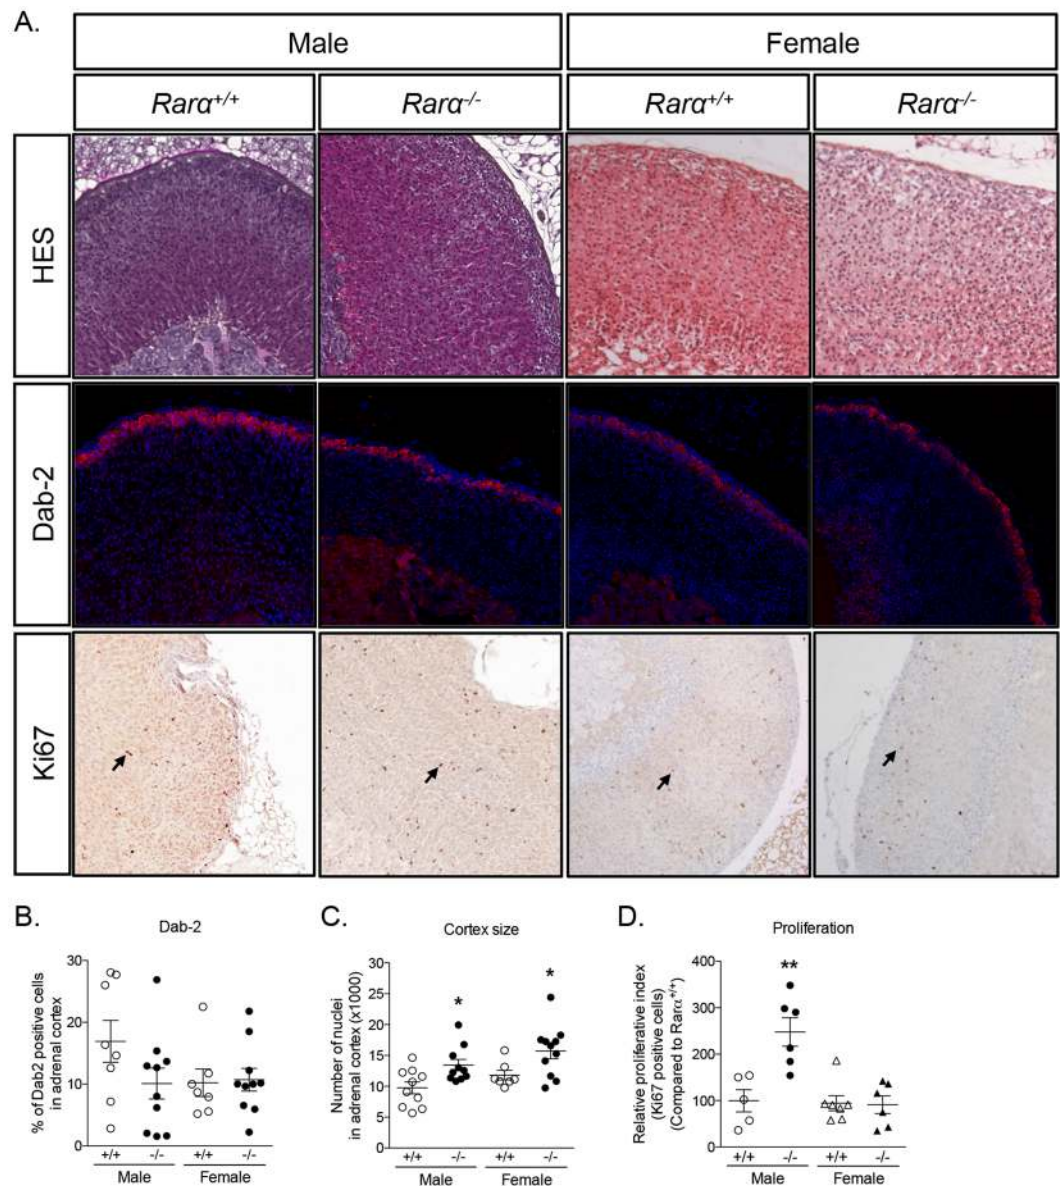 A.
Male Female
Rarα+/+ Rarα-/- Rarα+/+ Rarα-/-
HES
Dab-2
Ki67
B.
Dab-2
% of Dab2 positive cells
in adrenal cortex
30
20
10
0
+/+ -/- +/+ -/-
Male Female
C.
Cortex size
Number of nuclei
in adrenal cortex (x1000)
30
25
20
15
10
5
0
* *
+/+ -/- +/+ -/-
Male Female
D.
Proliferation
Relative proliferative index
(Ki67 positive cells)
(Compared to Rarα+/+)
400
300
200
100
0
**
+/+ -/- +/+ -/-
Male Female